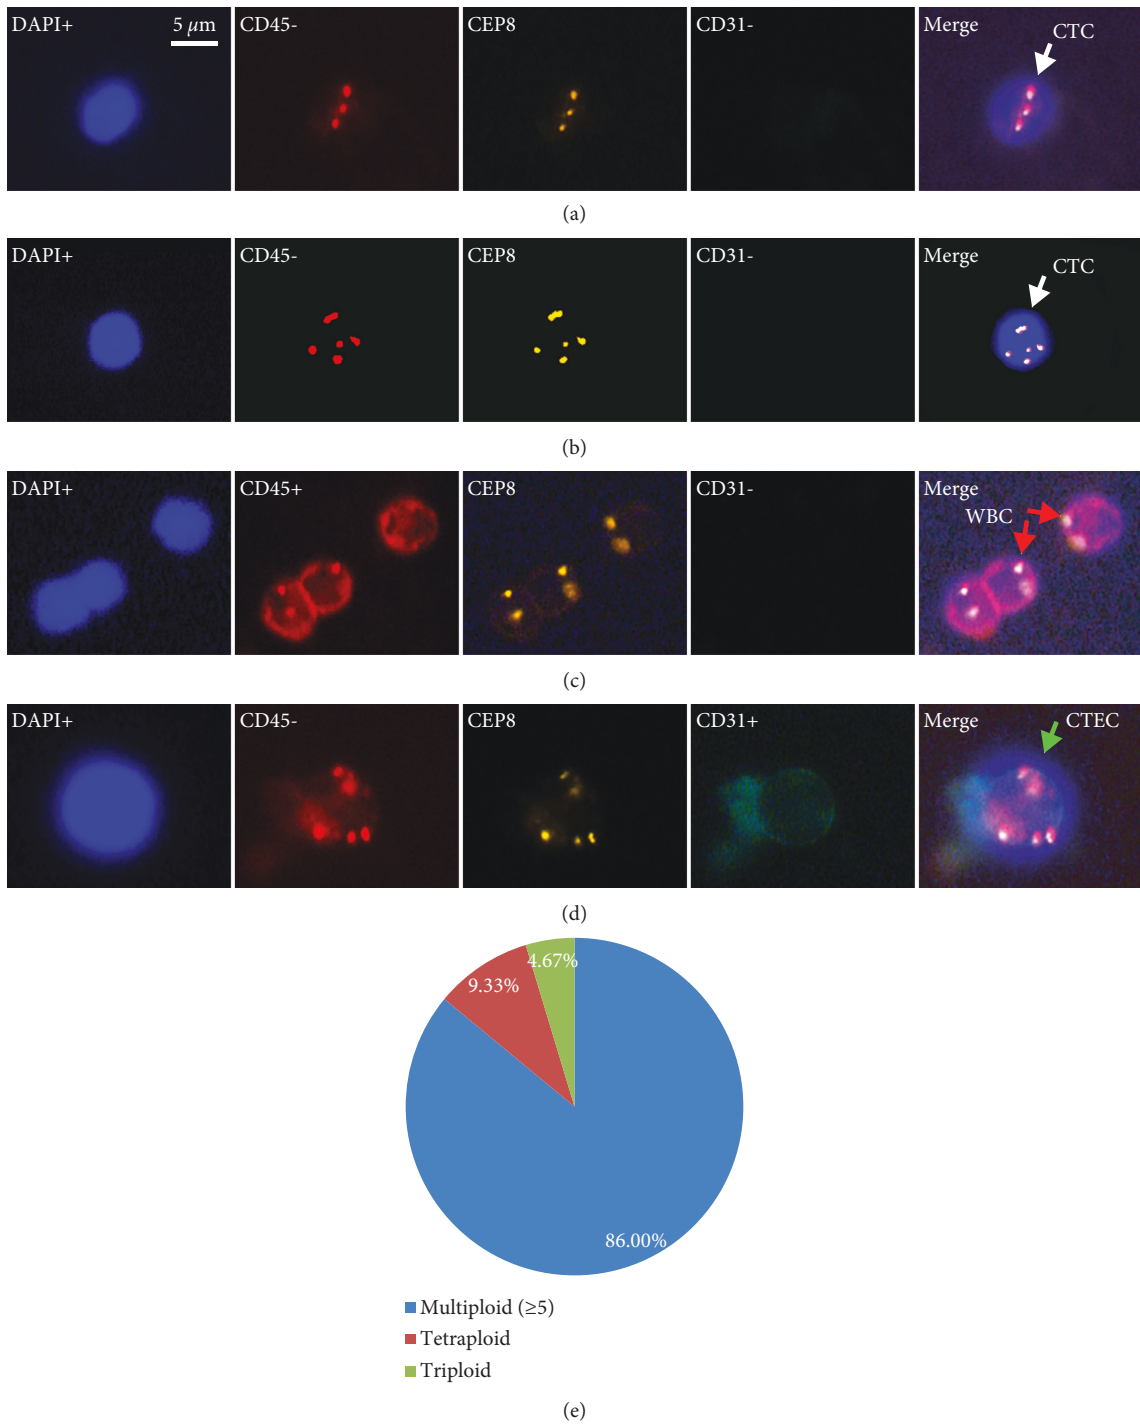 DAPI+ 5 μm CD45- CEP8 CD31- Merge CTC
(a)
DAPI+ CD45- CEP8 CD31- Merge CTC
(b)
DAPI+ CD45+ CEP8 CD31- Merge
WBC
(c)
DAPI+ CD45- CEP8 CD31+ Merge CTEC
(d)
4.67%
9.33%
86.00%
Multiploid (≥5)
Tetraploid
Triploid
(e)